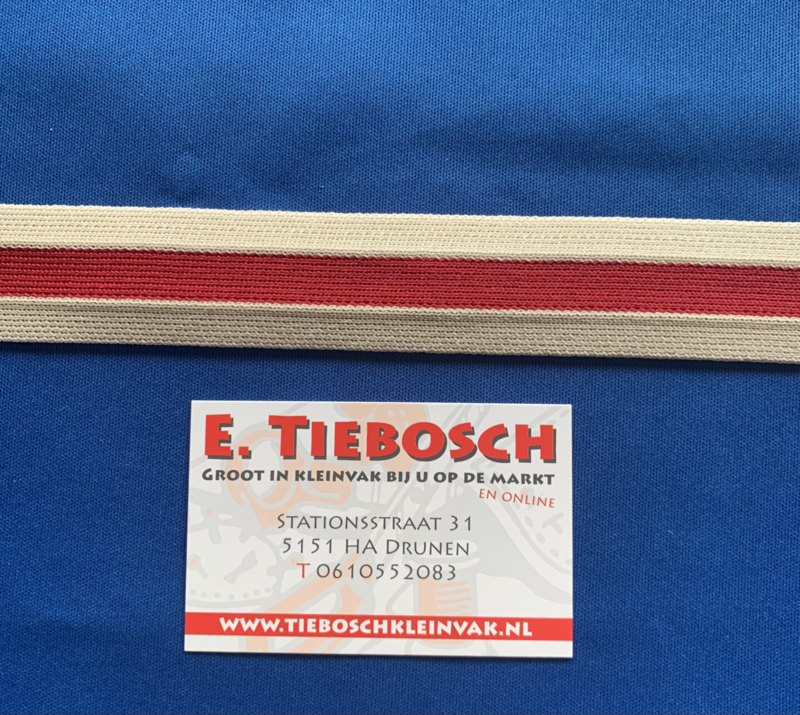 E. TIEBOSCH
GROOT IN KLEINVAK BIJ U OP DE MARKT
EN ONLINE
STATIONSSTRAAT 31
5151 HA DRUNEN
T 0610552083
WWW.TIEBOSCHKLEINVAK.NL